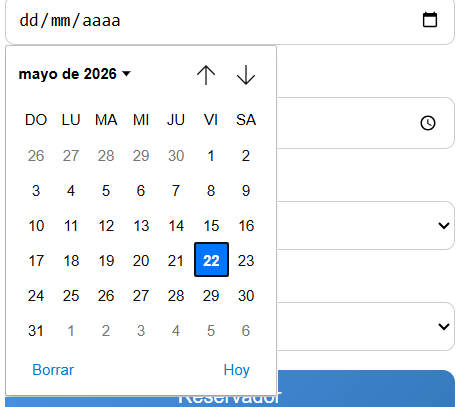 dd/mm/aaaa
mayo de 2026
DO LU MA MI JU VI SA
26 27 28 29 30 1 2
3 4 5 6 7 8 9
10 11 12 13 14 15 16
17 18 19 20 21 22 23
24 25 26 27 28 29 30
31 1 2 3 4 5 6
Borrar Hoy
Reservador